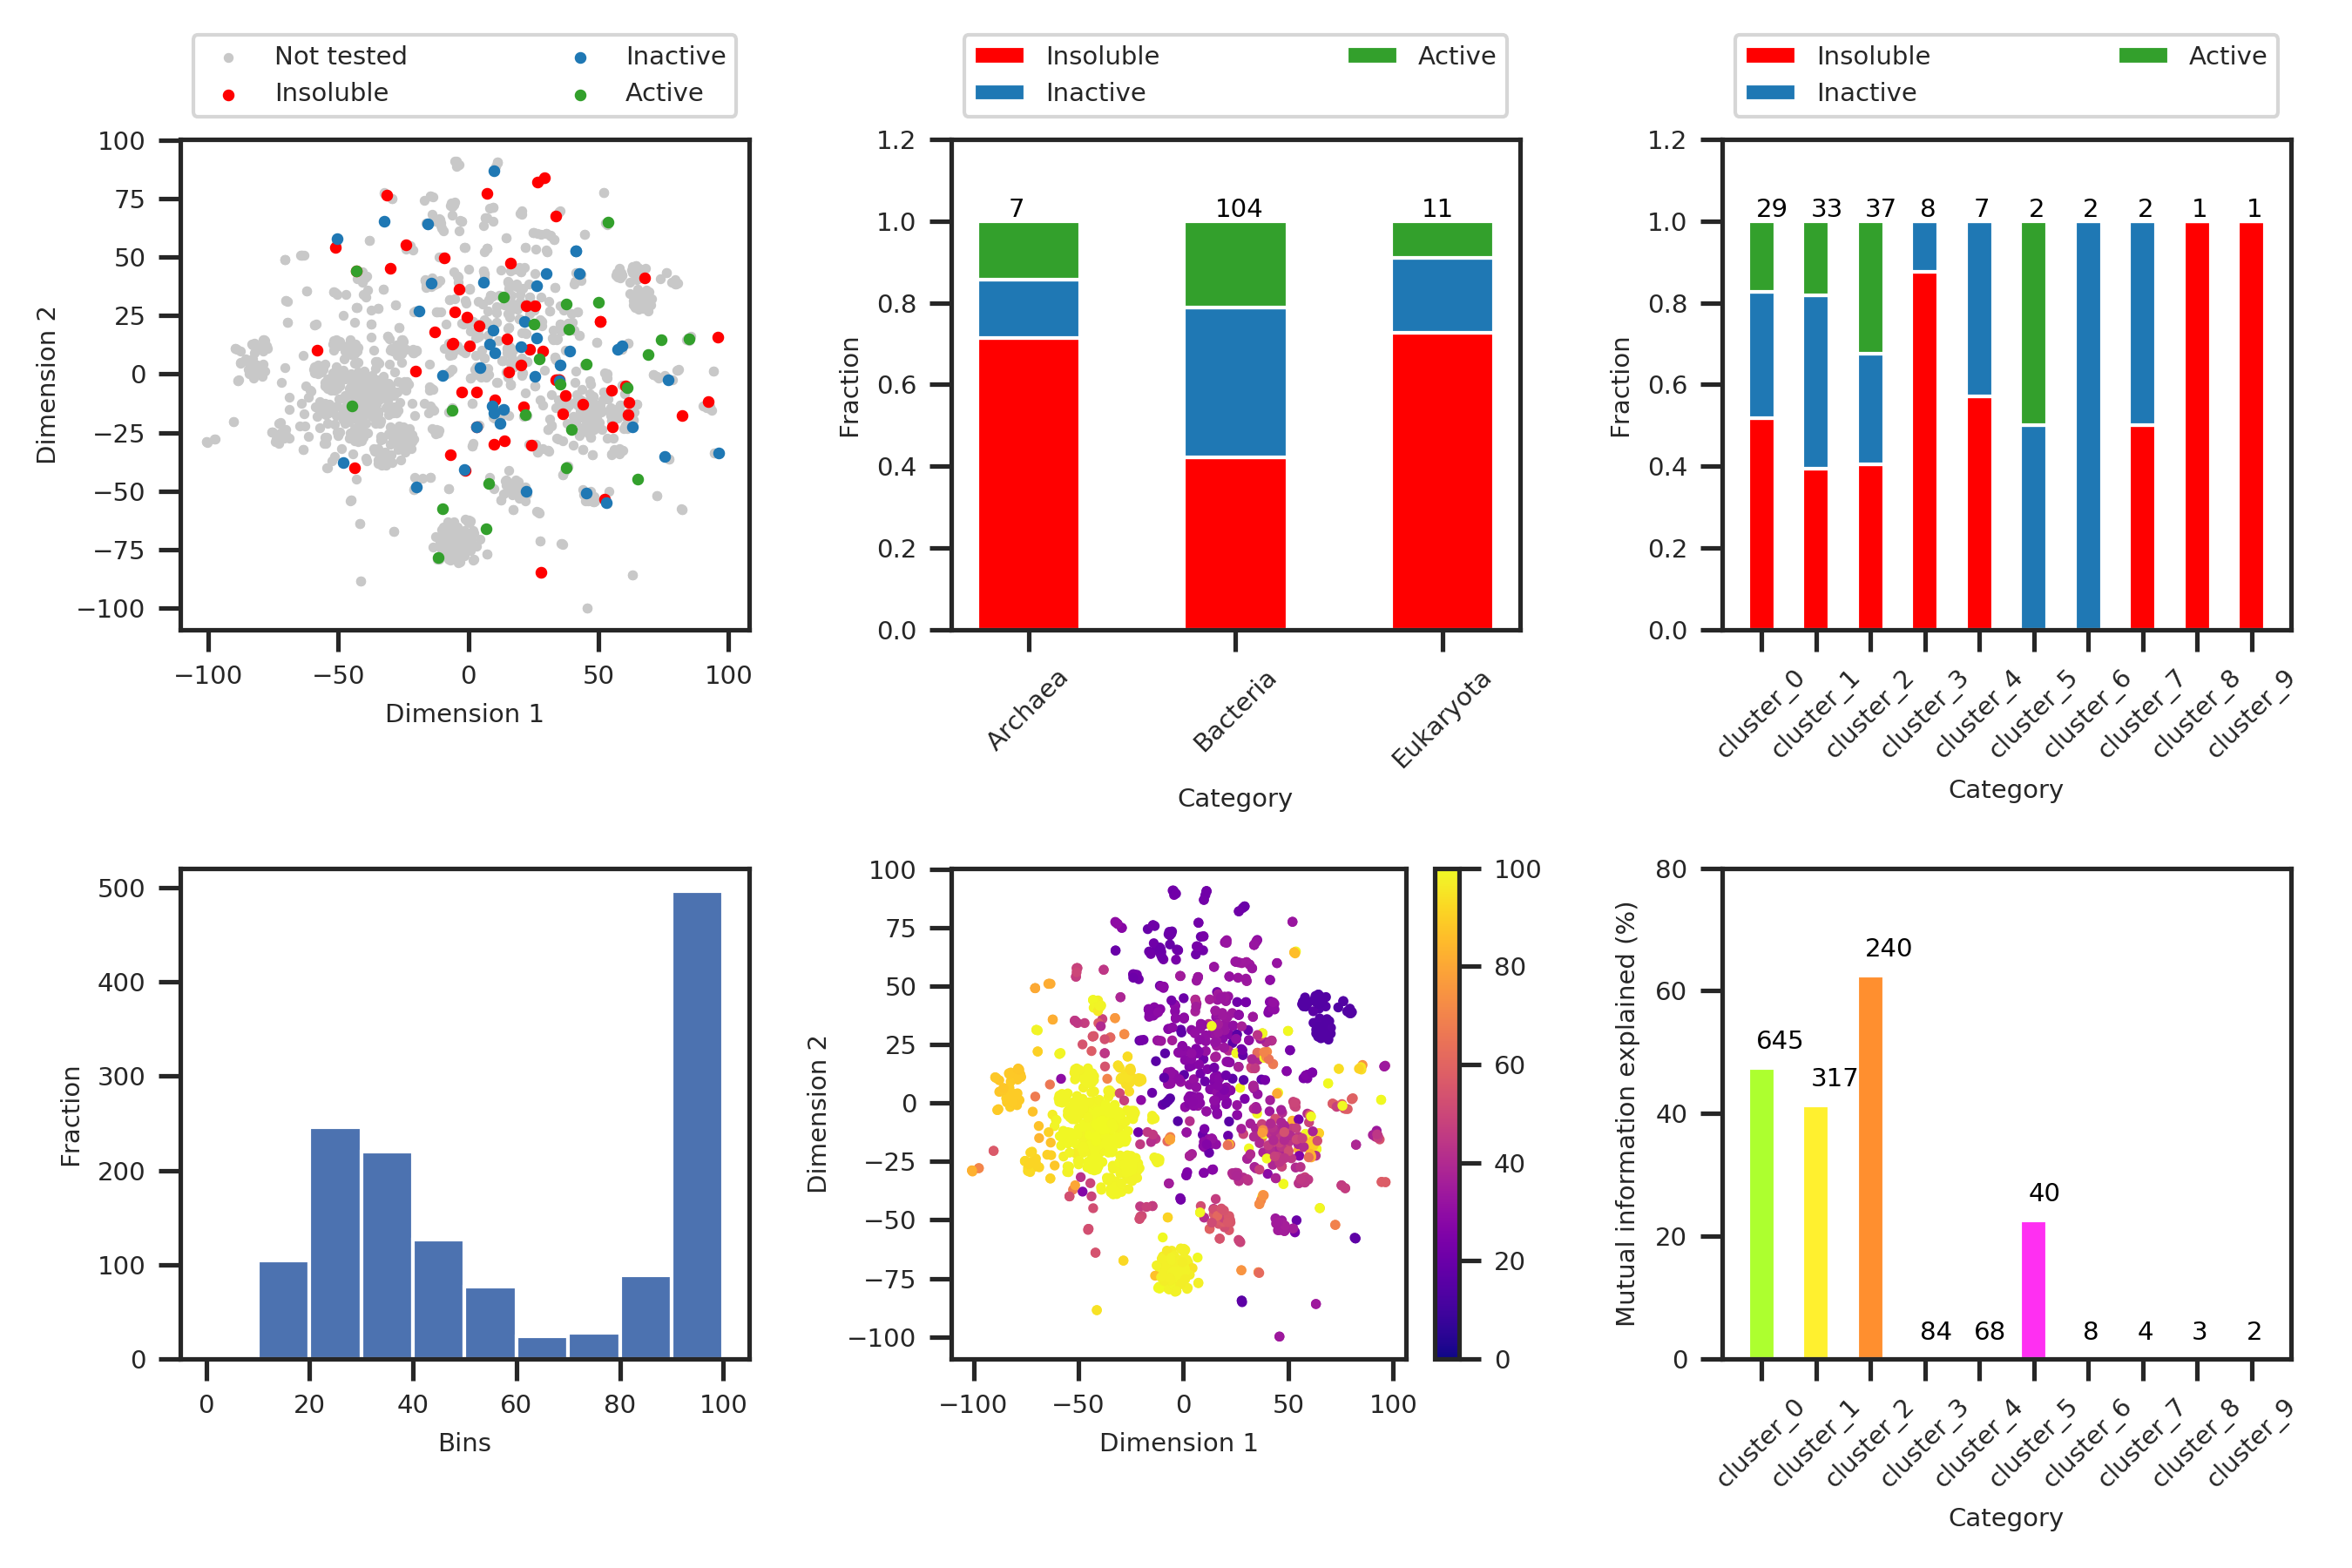 Not tested
Insoluble
Inactive
Active
100
75
50
25
0
−25
−50
−75
−100
Dimension 2
−100 −50 0 50 100
Dimension 1
Insoluble
Inactive
Active
1.2
1.0
0.8
0.6
0.4
0.2
0.0
Fraction
7 104 11
Archaea Bacteria Eukaryota
Category
Insoluble
Inactive
Active
1.2
1.0
0.8
0.6
0.4
0.2
0.0
Fraction
29 33 37 8 7 2 2 2 1 1
cluster_0 cluster_1 cluster_2 cluster_3 cluster_4 cluster_5 cluster_6 cluster_7 cluster_8 cluster_9
Category
500
400
300
200
100
0
Fraction
0 20 40 60 80 100
Bins
100
75
50
25
0
−25
−50
−75
−100
Dimension 2
−100 −50 0 50 100
Dimension 1
100
80
60
40
20
0
80
60
40
20
0
Mutual information explained (%)
645 317 240 84 68 40 8 4 3 2
cluster_0 cluster_1 cluster_2 cluster_3 cluster_4 cluster_5 cluster_6 cluster_7 cluster_8 cluster_9
Category